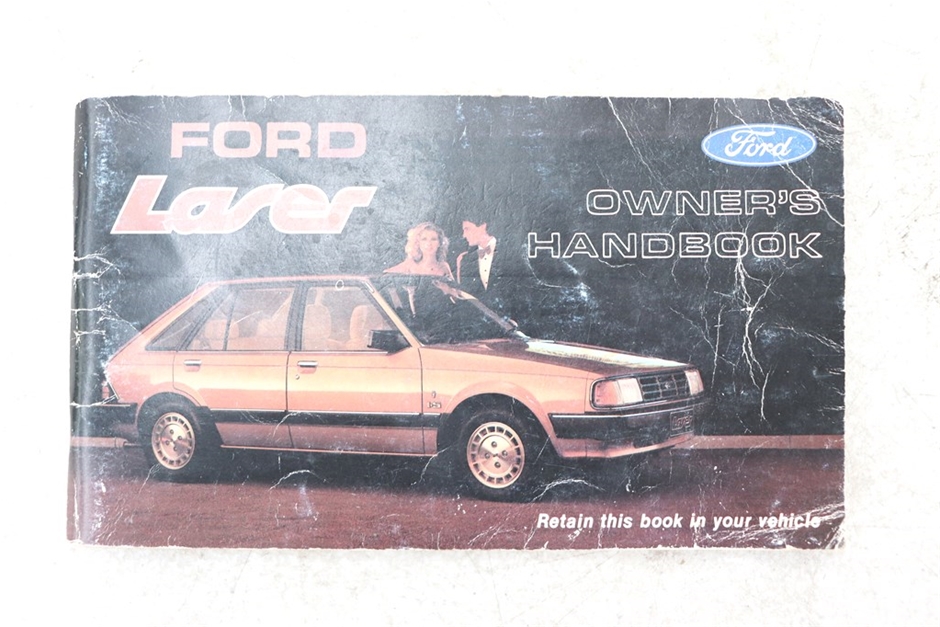 FORD
Laser
Ford
OWNER'S
HANDBOOK
Retain this book in your vehicle